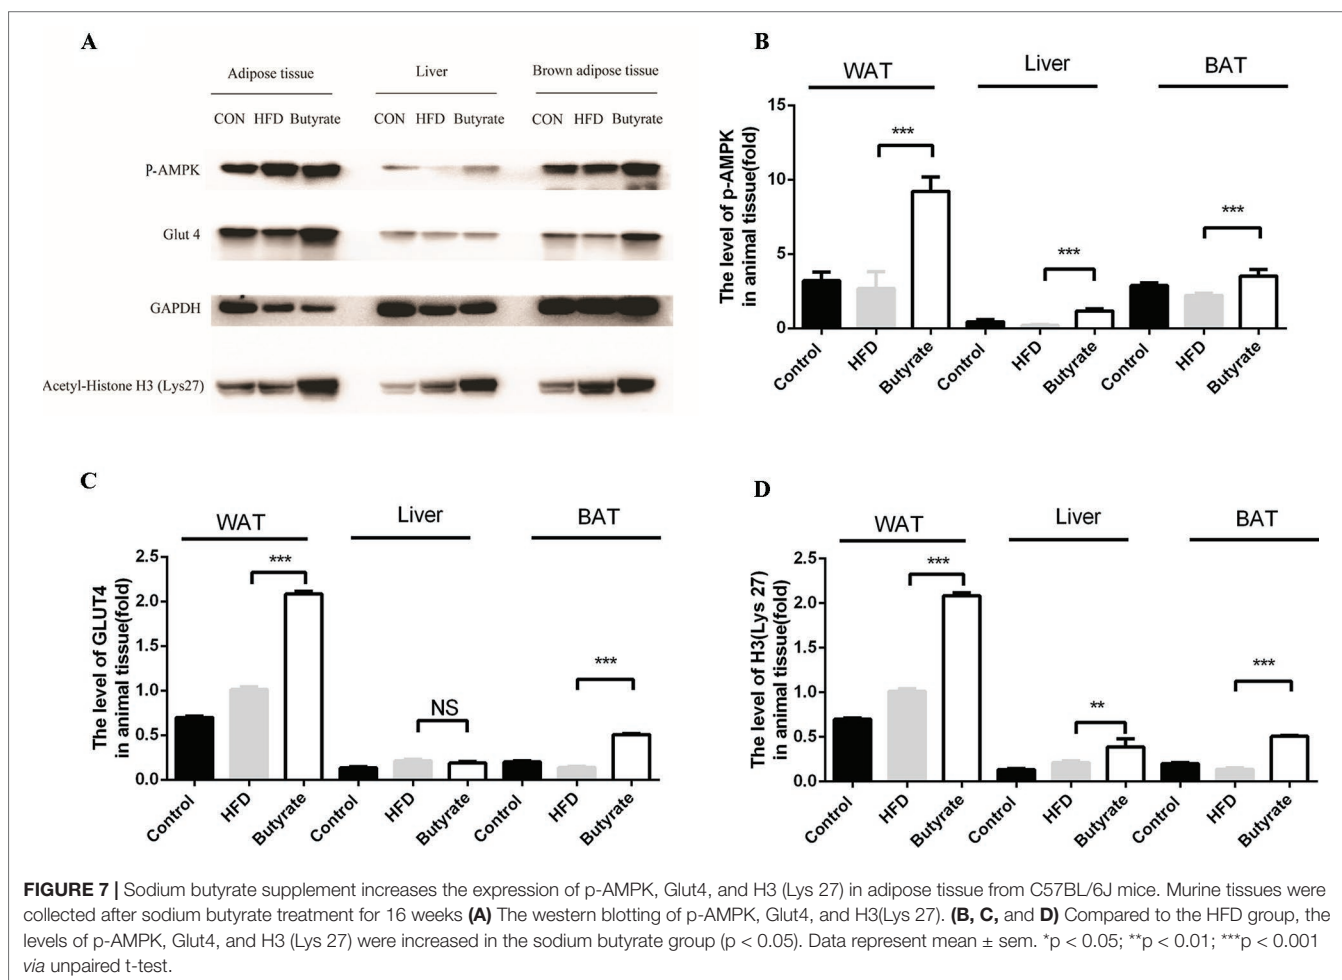 A
Adipose tissue
Liver
Brown adipose tissue
CON HFD Butyrate
CON HFD Butyrate
CON HFD Butyrate
p-AMPK
Glut 4
GAPDH
Acetyl-Histone H3 (Lys27)
B
WAT
Liver
BAT
The level of p-AMPK
in animal tissue(fold)
15
10
5
0
***
***
***
Control
HFD
Butyrate
Control
HFD
Butyrate
Control
HFD
Butyrate
C
WAT
Liver
BAT
The level of GLUT4
in animal tissue(fold)
2.5
2.0
1.5
1.0
0.5
0.0
***
NS
***
Control
HFD
Butyrate
Control
HFD
Butyrate
Control
HFD
Butyrate
D
WAT
Liver
BAT
The level of H3(Lys 27)
in animal tissue(fold)
2.5
2.0
1.5
1.0
0.5
0.0
***
**
***
Control
HFD
Butyrate
Control
HFD
Butyrate
Control
HFD
Butyrate
FIGURE 7 | Sodium butyrate supplement increases the expression of p-AMPK, Glut4, and H3 (Lys 27) in adipose tissue from C57BL/6J mice. Murine tissues were
collected after sodium butyrate treatment for 16 weeks (A) The western blotting of p-AMPK, Glut4, and H3(Lys 27). (B, C, and D) Compared to the HFD group, the
levels of p-AMPK, Glut4, and H3 (Lys 27) were increased in the sodium butyrate group (p < 0.05). Data represent mean ± sem. *p < 0.05; **p < 0.01; ***p < 0.001
via unpaired t-test.